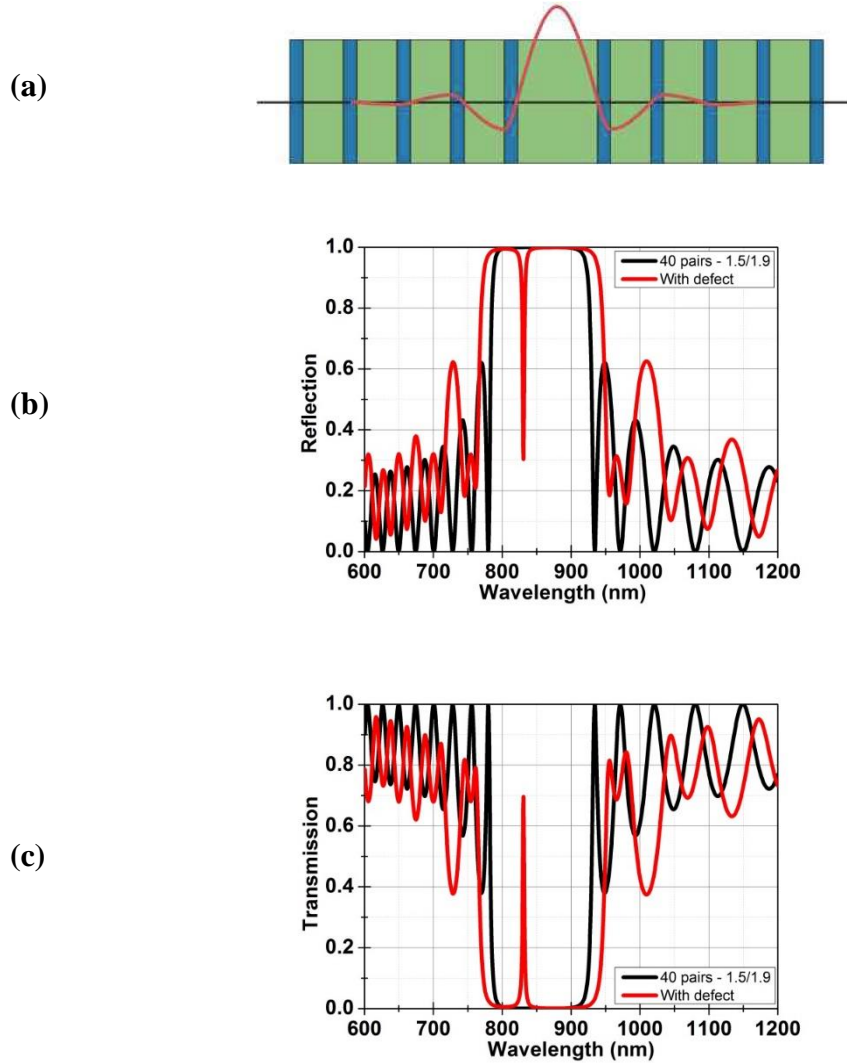 (a)
(b)
1.0
0.8
0.6
0.4
0.2
0.0
Reflection
40 pairs - 1.5/1.9
With defect
600 700 800 900 1000 1100 1200
Wavelength (nm)
(c)
1.0
0.8
0.6
0.4
0.2
0.0
Transmission
40 pairs - 1.5/1.9
With defect
600 700 800 900 1000 1100 1200
Wavelength (nm)